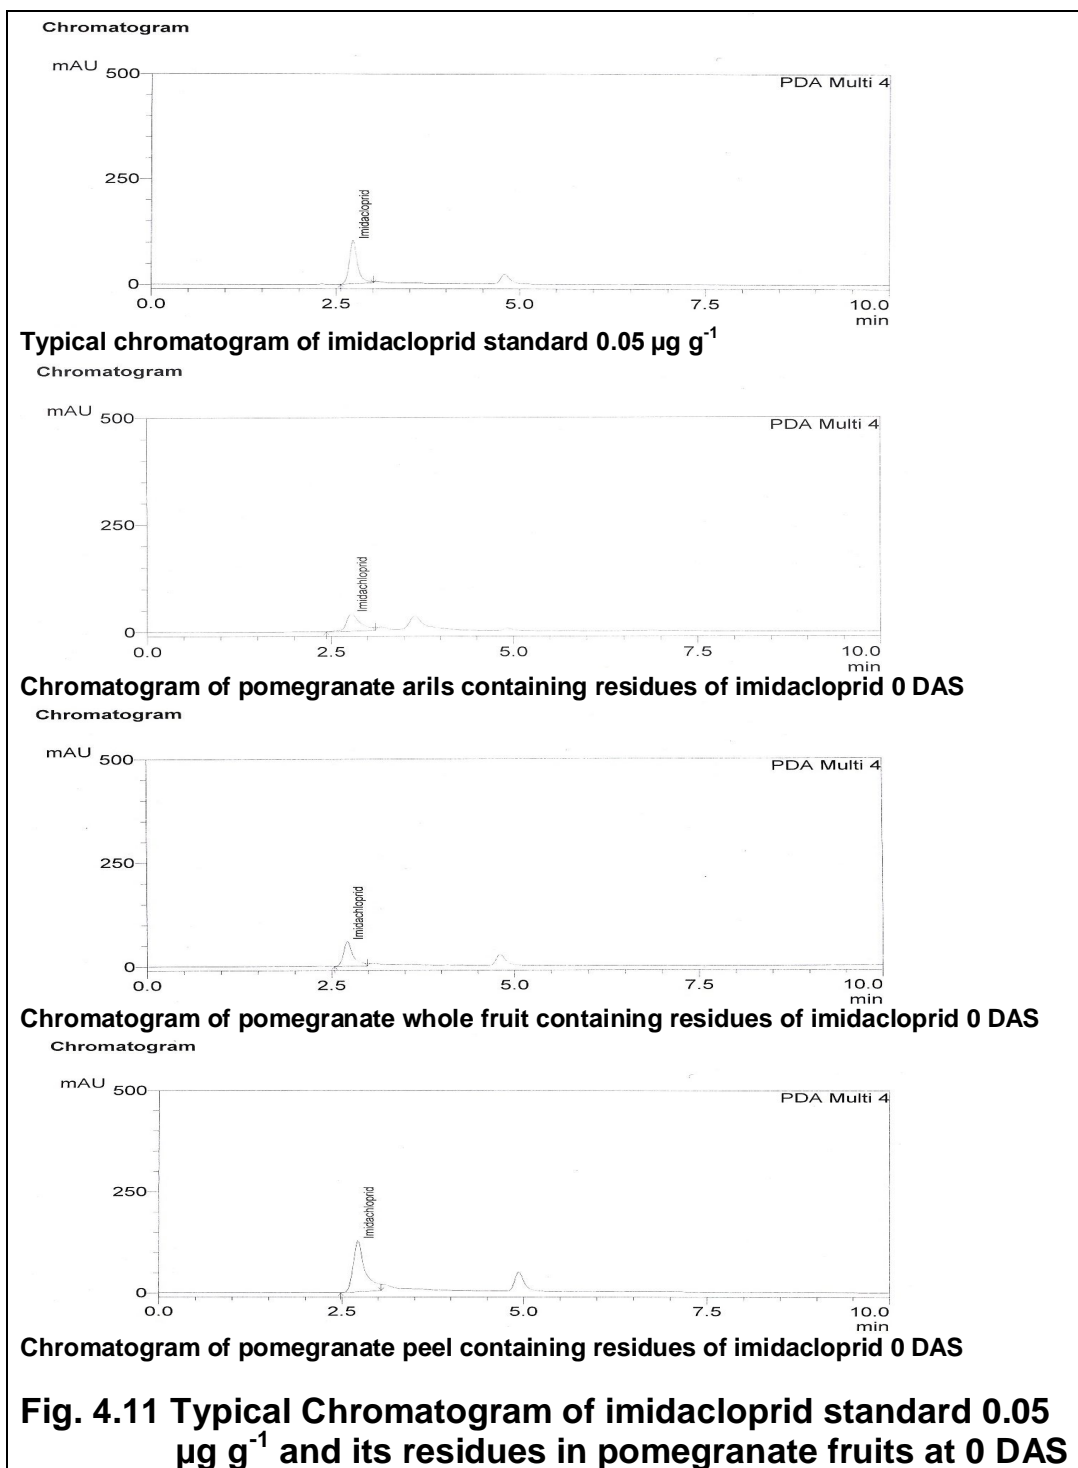 Chromatogram
mAU 500
PDA Multi 4
250
Imidacloprid
0
0.0 2.5 5.0 7.5 10.0
min
Typical chromatogram of imidacloprid standard 0.05 µg g-1
Chromatogram
mAU 500
PDA Multi 4
250
Imidachloprid
0
0.0 2.5 5.0 7.5 10.0
min
Chromatogram of pomegranate arils containing residues of imidacloprid 0 DAS
Chromatogram
mAU 500
PDA Multi 4
250
Imidachloprid
0
0.0 2.5 5.0 7.5 10.0
min
Chromatogram of pomegranate whole fruit containing residues of imidacloprid 0 DAS
Chromatogram
mAU 500
PDA Multi 4
250
Imidachloprid
0
0.0 2.5 5.0 7.5 10.0
min
Chromatogram of pomegranate peel containing residues of imidacloprid 0 DAS
Fig. 4.11 Typical Chromatogram of imidacloprid standard 0.05
µg g-1 and its residues in pomegranate fruits at 0 DAS